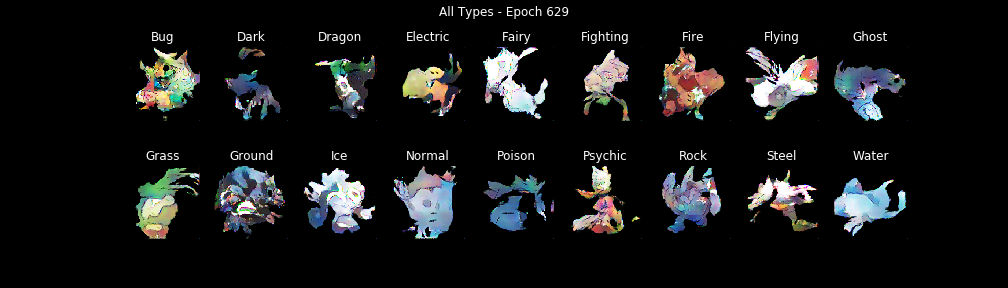 All Types - Epoch 629
Bug Dark Dragon Electric Fairy Fighting Fire Flying Ghost
Grass Ground Ice Normal Poison Psychic Rock Steel Water